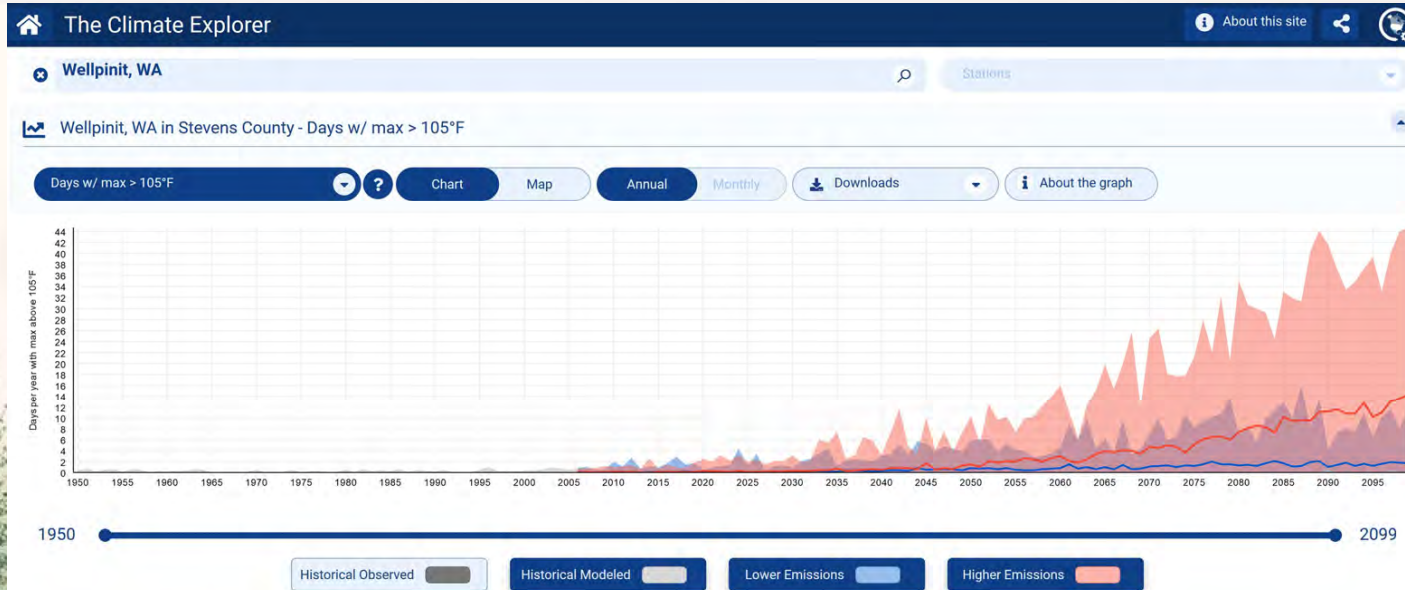 The Climate Explorer
About this site
Wellpinit, WA
Stations
Wellpinit, WA in Stevens County - Days w/ max > 105°F
Days w/ max > 105°F
?
Chart
Map
Annual
Monthly
Downloads
i About the graph
Days per year with max above 105°F
44
42
40
38
36
34
32
30
28
26
24
22
20
18
16
14
12
10
8
6
4
2
0
1950 1955 1960 1965 1970 1975 1980 1985 1990 1995 2000 2005 2010 2015 2020 2025 2030 2035 2040 2045 2050 2055 2060 2065 2070 2075 2080 2085 2090 2095
1950
2099
Historical Observed
Historical Modeled
Lower Emissions
Higher Emissions